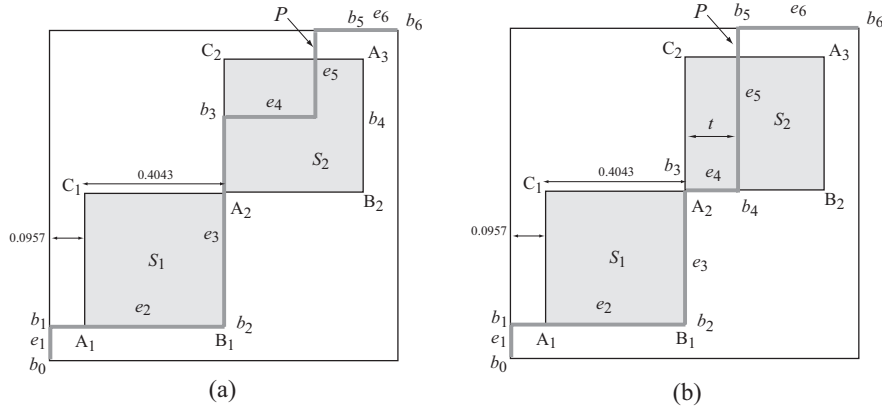 P b5 e6 b6
C2 A3
e5
b3 e4 b4
S2
0.4043
C1 A2 B2
0.0957 e3
S1
e2
b1 b2
e1 A1 B1
b0
(a)
P b5 e6 b6
C2 A3
e5
t S2
0.4043 b3 e4
C1 A2 b4 B2
0.0957
S1 e3
e2
b1 b2
e1 A1 B1
b0
(b)